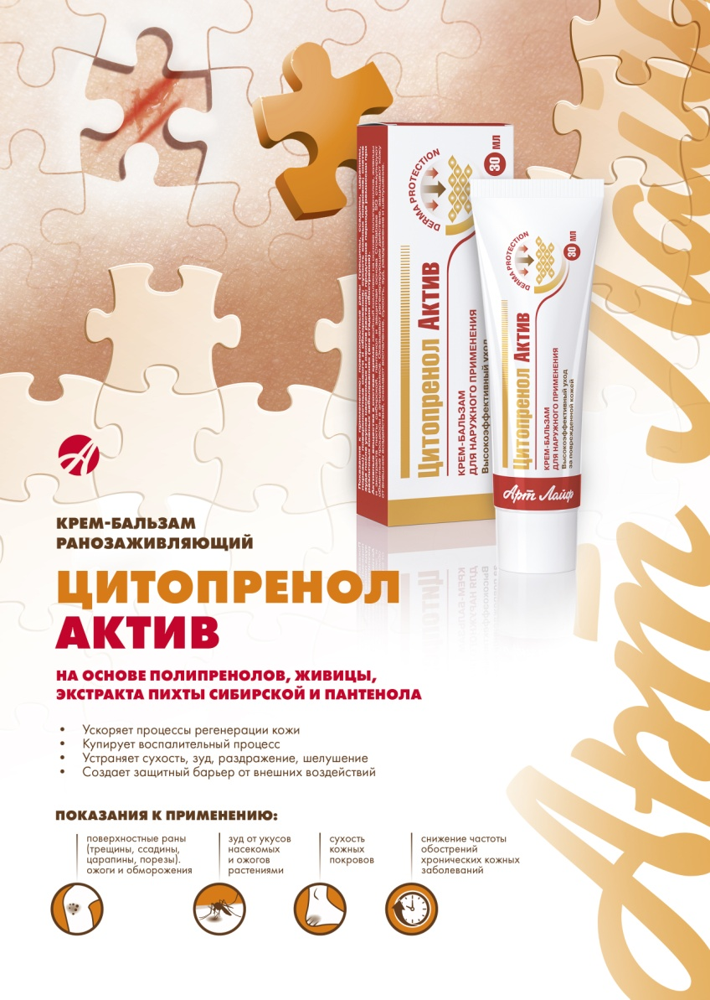 DERMA PROTECTION
30 МЛ
Цитопренол Актив
КРЕМ-БАЛЬЗАМ
ДЛЯ НАРУЖНОГО ПРИМЕНЕНИЯ
Высокоэффективный уход
DERMA PROTECTION
30 МЛ
Цитопренол Актив
КРЕМ-БАЛЬЗАМ
ДЛЯ НАРУЖНОГО ПРИМЕНЕНИЯ
Высокоэффективный уход
за поврежденной кожей
Арт Лайф
Арт Лайф
КРЕМ-БАЛЬЗАМ
РАНОЗАЖИВЛЯЮЩИЙ
ЦИТОПРЕНОЛ
АКТИВ
НА ОСНОВЕ ПОЛИПРЕНОЛОВ, ЖИВИЦЫ,
ЭКСТРАКТА ПИХТЫ СИБИРСКОЙ И ПАНТЕНОЛА
• Ускоряет процессы регенерации кожи
• Купирует воспалительный процесс
• Устраняет сухость, зуд, раздражение, шелушение
• Создает защитный барьер от внешних воздействий
ПОКАЗАНИЯ К ПРИМЕНЕНИЮ:
поверхностные раны
(трещины, ссадины,
царапины, порезы).
ожоги и обморожения
зуд от укусов
насекомых
и ожогов
растениями
сухость
кожных
покровов
снижение частоты
обострений
хронических кожных
заболеваний